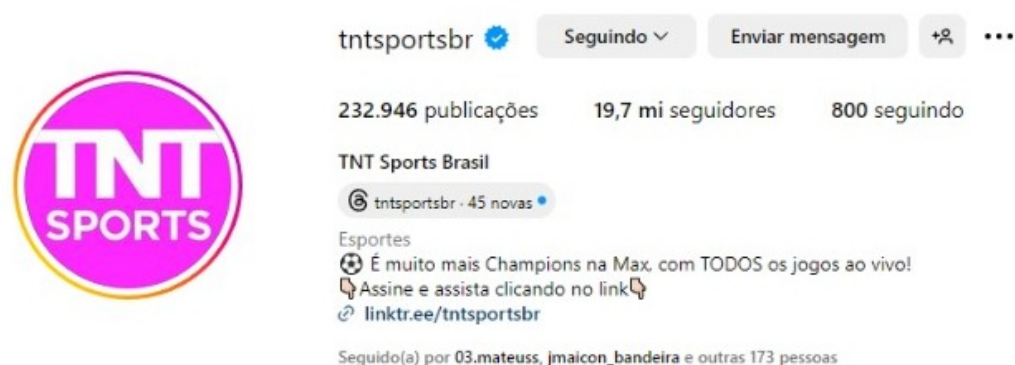 TNT
SPORTS
tntsportsbr Seguindo Enviar mensagem
232.946 publicações 19,7 mi seguidores 800 seguindo
TNT Sports Brasil
tntsportsbr · 45 novas
Esportes
⚽ É muito mais Champions na Max, com TODOS os jogos ao vivo!
👇🏻Assine e assista clicando no link👇🏻
linktr.ee/tntsportsbr
Seguido(a) por 03.mateuss, jmaicon_bandeira e outras 173 pessoas